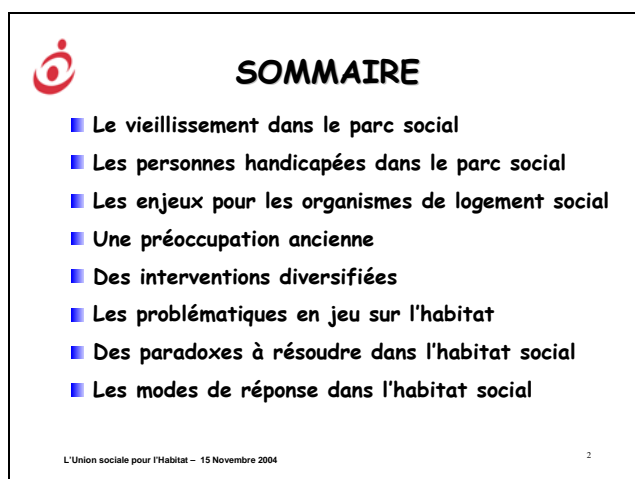 SOMMAIRE
Le vieillissement dans le parc social
Les personnes handicapées dans le parc social
Les enjeux pour les organismes de logement social
Une préoccupation ancienne
Des interventions diversifiées
Les problématiques en jeu sur l'habitat
Des paradoxes à résoudre dans l'habitat social
Les modes de réponse dans l'habitat social
L'Union sociale pour l'Habitat – 15 Novembre 2004
2